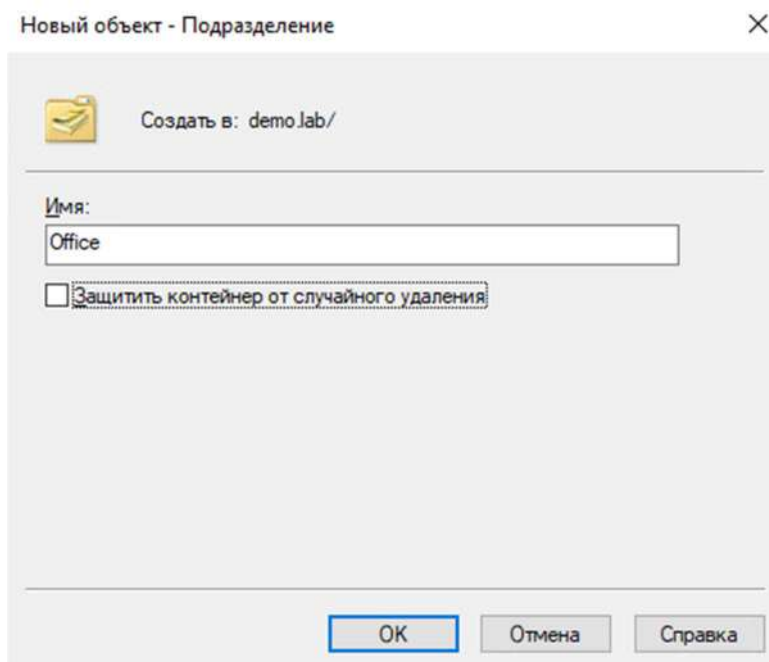 Новый объект - Подразделение
Создать в: demo.lab/
Имя:
Office
Защитить контейнер от случайного удаления
OK Отмена Справка